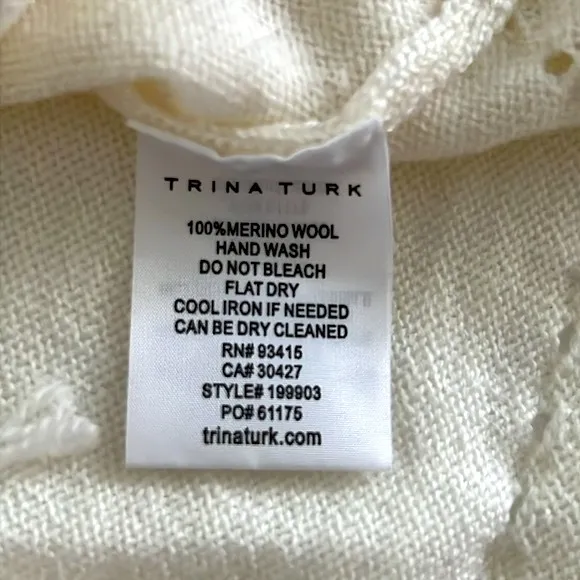 TRINA TURK
100%MERINO WOOL
HAND WASH
DO NOT BLEACH
FLAT DRY
COOL IRON IF NEEDED
CAN BE DRY CLEANED
RN# 93415
CA# 30427
STYLE# 199903
PO# 61175
trinaturk.com